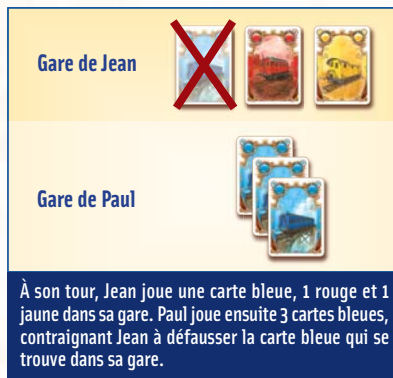 Gare de Jean
Gare de Paul
À son tour, Jean joue une carte bleue, 1 rouge et 1
jaune dans sa gare. Paul joue ensuite 3 cartes bleues,
contraignant Jean à défausser la carte bleue qui se
trouve dans sa gare.